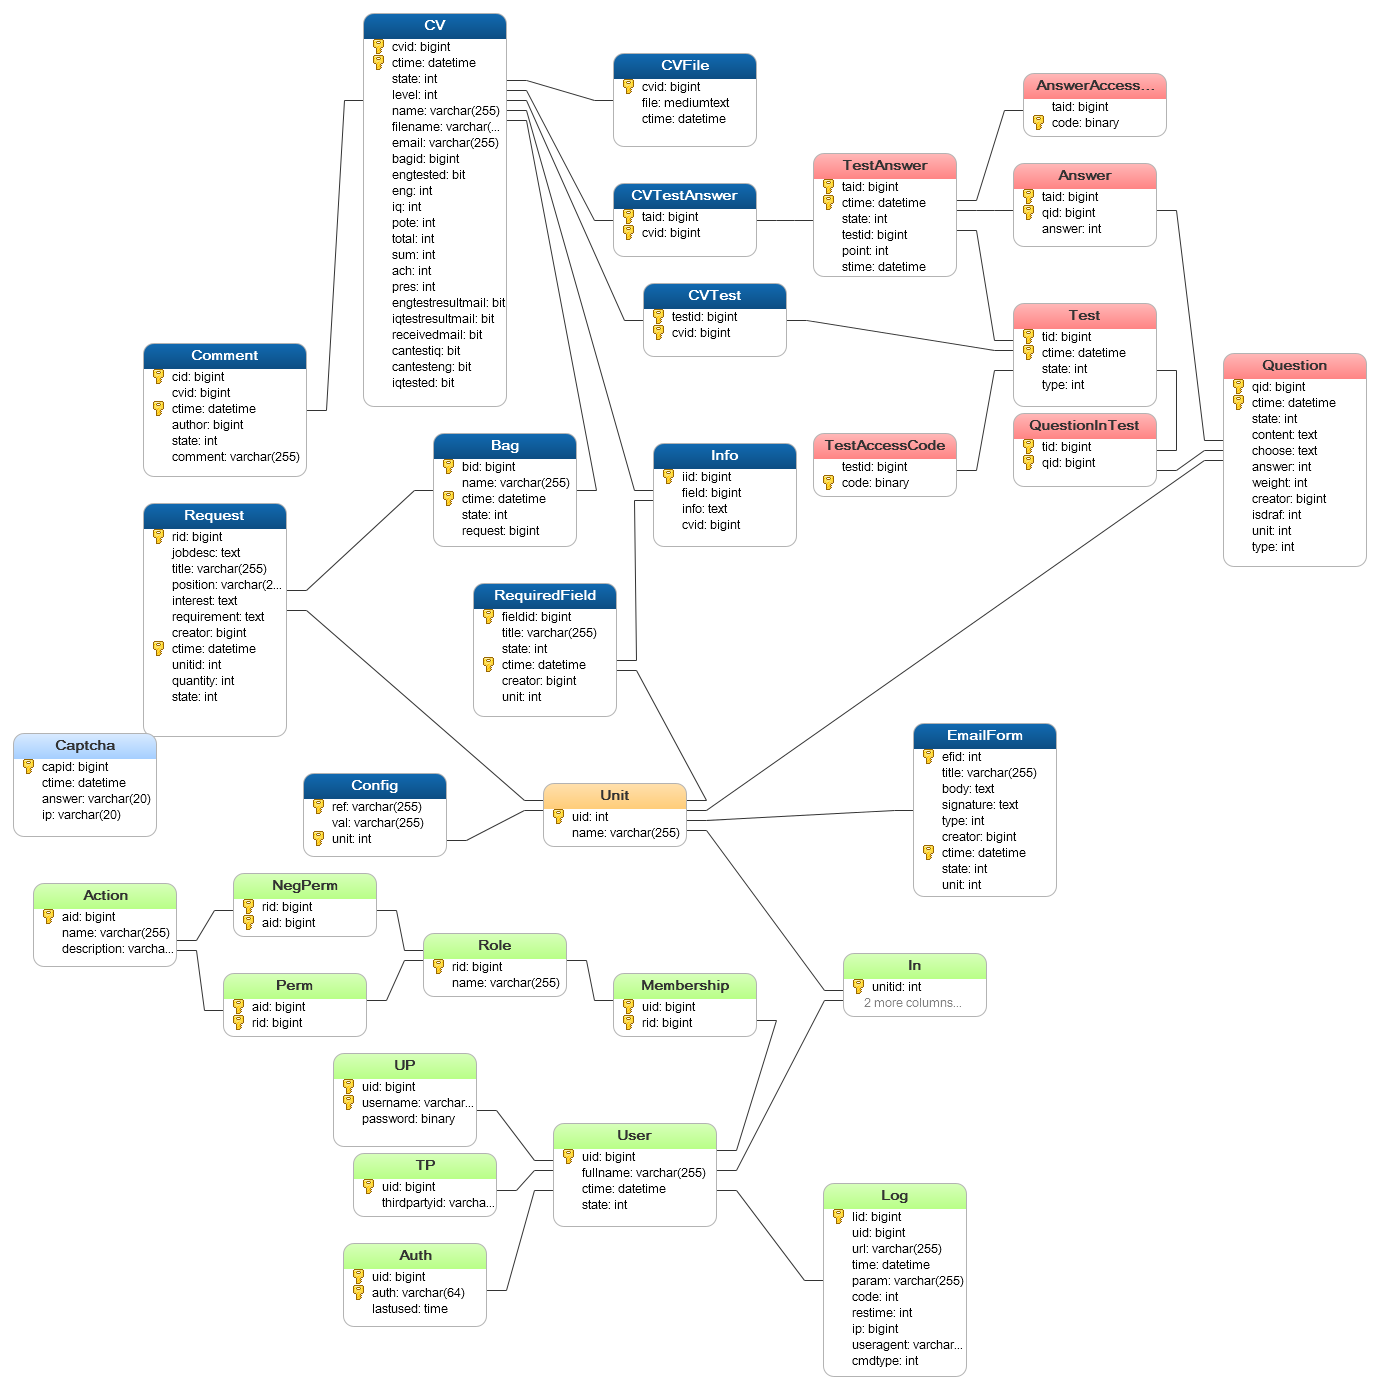 CV
cvid: bigint
ctime: datetime
state: int
level: int
name: varchar(255)
filename: varchar(...
email: varchar(255)
bagid: bigint
engtested: bit
eng: int
iq: int
pote: int
total: int
sum: int
ach: int
pres: int
engtestresultmail: bit
iqtestresultmail: bit
receivedmail: bit
cantestiq: bit
cantesteng: bit
iqtested: bit
CVFile
cvid: bigint
file: mediumtext
ctime: datetime
AnswerAccess...
taid: bigint
code: binary
TestAnswer
taid: bigint
ctime: datetime
state: int
testid: bigint
point: int
stime: datetime
Answer
taid: bigint
qid: bigint
answer: int
CVTestAnswer
taid: bigint
cvid: bigint
CVTest
testid: bigint
cvid: bigint
Test
tid: bigint
ctime: datetime
state: int
type: int
Comment
cid: bigint
cvid: bigint
ctime: datetime
author: bigint
state: int
comment: varchar(255)
Question
qid: bigint
ctime: datetime
state: int
content: text
choose: text
answer: int
weight: int
creator: bigint
isdraf: int
unit: int
type: int
QuestionInTest
tid: bigint
qid: bigint
TestAccessCode
testid: bigint
code: binary
Bag
bid: bigint
name: varchar(255)
ctime: datetime
state: int
request: bigint
Info
iid: bigint
field: bigint
info: text
cvid: bigint
Request
rid: bigint
jobdesc: text
title: varchar(255)
position: varchar(2...
interest: text
requirement: text
creator: bigint
ctime: datetime
unitid: int
quantity: int
state: int
RequiredField
fieldid: bigint
title: varchar(255)
state: int
ctime: datetime
creator: bigint
unit: int
Captcha
capid: bigint
ctime: datetime
answer: varchar(20)
ip: varchar(20)
Config
ref: varchar(255)
val: varchar(255)
unit: int
Unit
uid: int
name: varchar(255)
EmailForm
efid: int
title: varchar(255)
body: text
signature: text
type: int
creator: bigint
ctime: datetime
state: int
unit: int
Action
aid: bigint
name: varchar(255)
description: varcha...
NegPerm
rid: bigint
aid: bigint
Role
rid: bigint
name: varchar(255)
Perm
aid: bigint
rid: bigint
Membership
uid: bigint
rid: bigint
In
unitid: int
2 more columns...
UP
uid: bigint
username: varchar...
password: binary
User
uid: bigint
fullname: varchar(255)
ctime: datetime
state: int
TP
uid: bigint
thirdpartyid: varcha...
Auth
uid: bigint
auth: varchar(64)
lastused: time
Log
lid: bigint
uid: bigint
url: varchar(255)
time: datetime
param: varchar(255)
code: int
restime: int
ip: bigint
useragent: varchar...
cmdtype: int